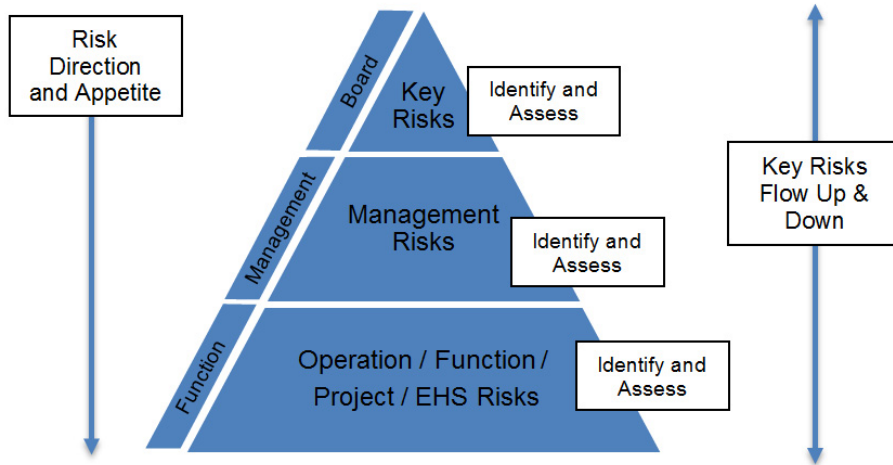 Risk
Direction
and Appetite
Board
Key
Risks
Identify and
Assess
Management
Management
Risks
Identify and
Assess
Function
Operation / Function /
Project / EHS Risks
Identify and
Assess
Key Risks
Flow Up &
Down